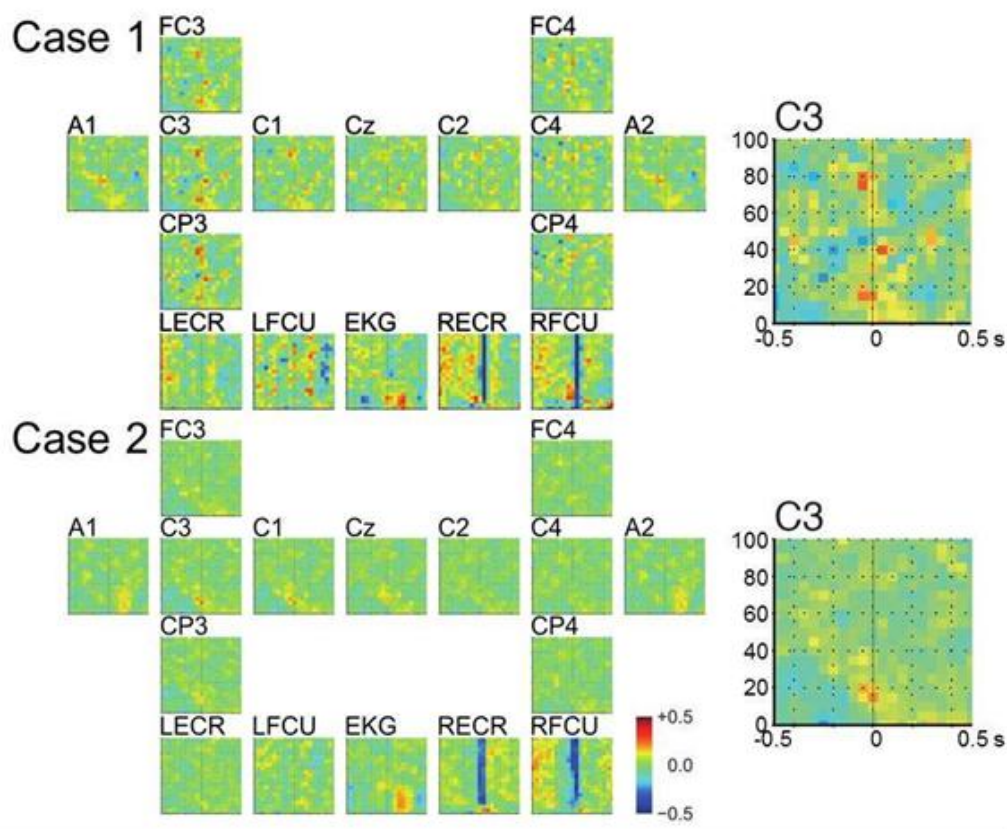 Case 1
FC3
FC4
A1
C3
C1
Cz
C2
C4
A2
CP3
CP4
LECR
LFCU
EKG
RECR
RFCU
C3
100
80
60
40
20
0
-0.5
0
0.5 s
Case 2
FC3
FC4
A1
C3
C1
Cz
C2
C4
A2
CP3
CP4
LECR
LFCU
EKG
RECR
RFCU
+0.5
0.0
−0.5
C3
100
80
60
40
20
0
-0.5
0
0.5 s